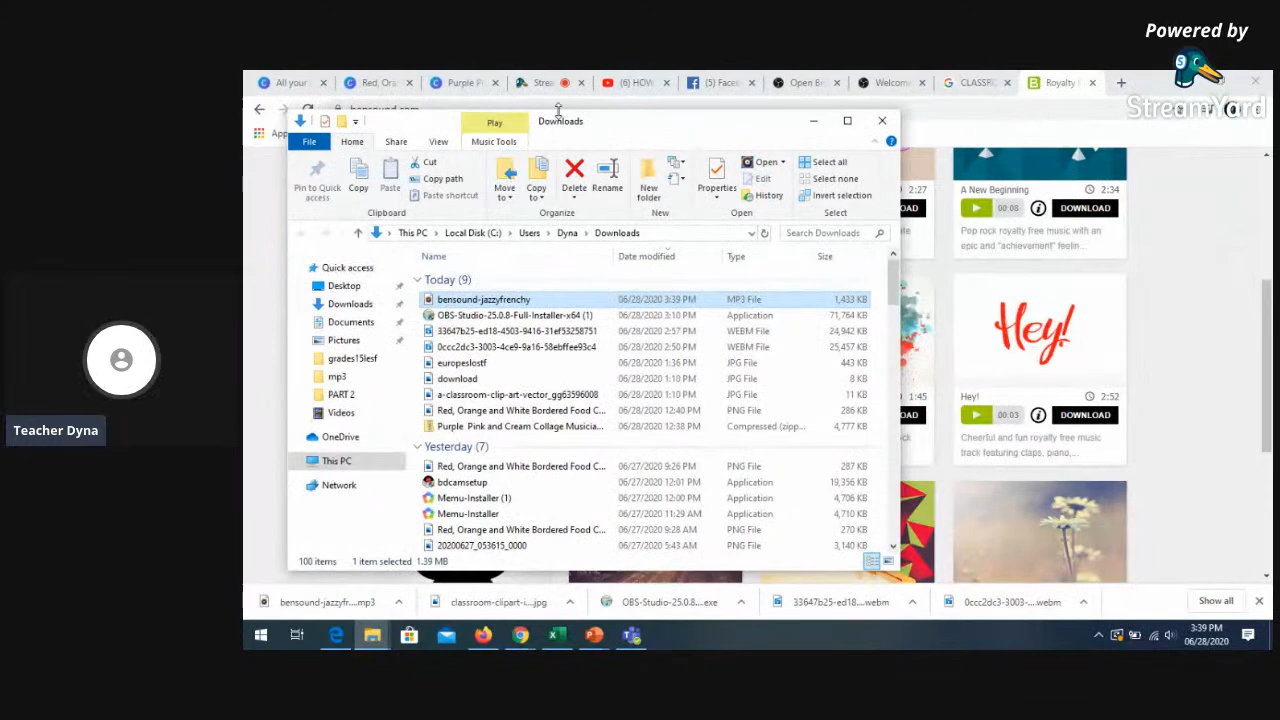 Powered by
StreamYard
All your
Red, Ora
Purple Pi
Strea
(6) HOW
(5) Faceb
Open Br
Welcom
CLASSRO
Royalty F
bensound.com
Play
Downloads
File
Home
Share
View
Music Tools
Pin to Quick access
Copy
Paste
Cut
Copy path
Paste shortcut
Move to
Copy to
Delete
Rename
New folder
Properties
Open
Edit
History
Select all
Select none
Invert selection
Clipboard
Organize
New
Open
Select
This PC
Local Disk (C:)
Users
Dyna
Downloads
Search Downloads
Name
Date modified
Type
Size
Quick access
Desktop
Downloads
Documents
Pictures
grades15lesf
mp3
PART 2
Videos
OneDrive
This PC
Network
Today (9)
bensound-jazzyfrenchy 06/28/2020 3:39 PM MP3 File 1,433 KB
OBS-Studio-25.0.8-Full-Installer-x64 (1) 06/28/2020 3:10 PM Application 71,764 KB
33647b25-ed18-4503-9416-31ef53258751 06/28/2020 2:57 PM WEBM File 24,942 KB
0ccc2dc3-3003-4ce9-9a16-58ebffee93c4 06/28/2020 2:50 PM WEBM File 25,457 KB
europeslostf 06/28/2020 1:36 PM JPG File 443 KB
download 06/28/2020 1:10 PM JPG File 8 KB
a-classroom-clip-art-vector_gg63596008 06/28/2020 1:10 PM JPG File 11 KB
Red, Orange and White Bordered Food C... 06/28/2020 12:40 PM PNG File 286 KB
Purple Pink and Cream Collage Musicia... 06/28/2020 12:38 PM Compressed (zipp... 4,777 KB
Yesterday (7)
Red, Orange and White Bordered Food C... 06/27/2020 9:26 PM PNG File 287 KB
bdcamsetup 06/27/2020 12:01 PM Application 19,356 KB
Memu-Installer (1) 06/27/2020 12:00 PM Application 4,706 KB
Memu-Installer 06/27/2020 11:29 AM Application 4,710 KB
Red, Orange and White Bordered Food C... 06/27/2020 9:28 AM PNG File 270 KB
20200627_053615_0000 06/27/2020 5:43 AM PNG File 3,140 KB
100 items 1 item selected 1.39 MB
2:27
A New Beginning 2:34
00:08 DOWNLOAD
Pop rock royalty free music with an
epic and "achievement" feelin...
Hey!
1:45
Hey! 2:52
00:03 DOWNLOAD
Cheerful and fun royalty free music
track featuring claps, piano,...
Teacher Dyna
bensound-jazzyfr....mp3
classroom-clipart-i....jpg
OBS-Studio-25.0.8....exe
33647b25-ed18....webm
0ccc2dc3-3003-....webm
Show all
3:39 PM
06/28/2020